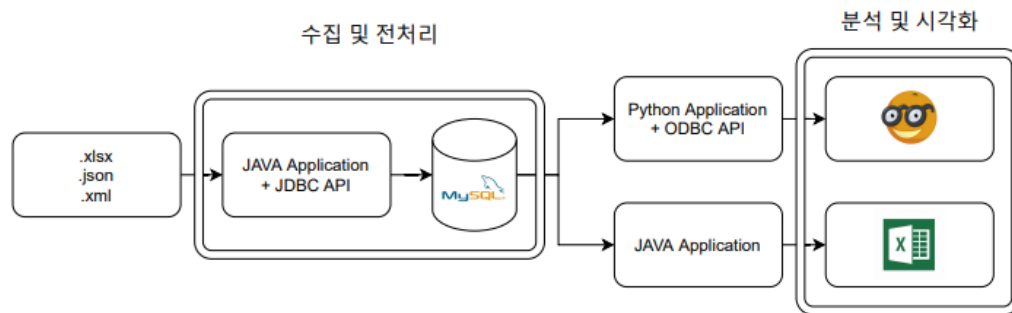 수집 및 전처리
분석 및 시각화
.xlsx
.json
.xml
JAVA Application
+ JDBC API
MySQL
Python Application
+ ODBC API
JAVA Application
X